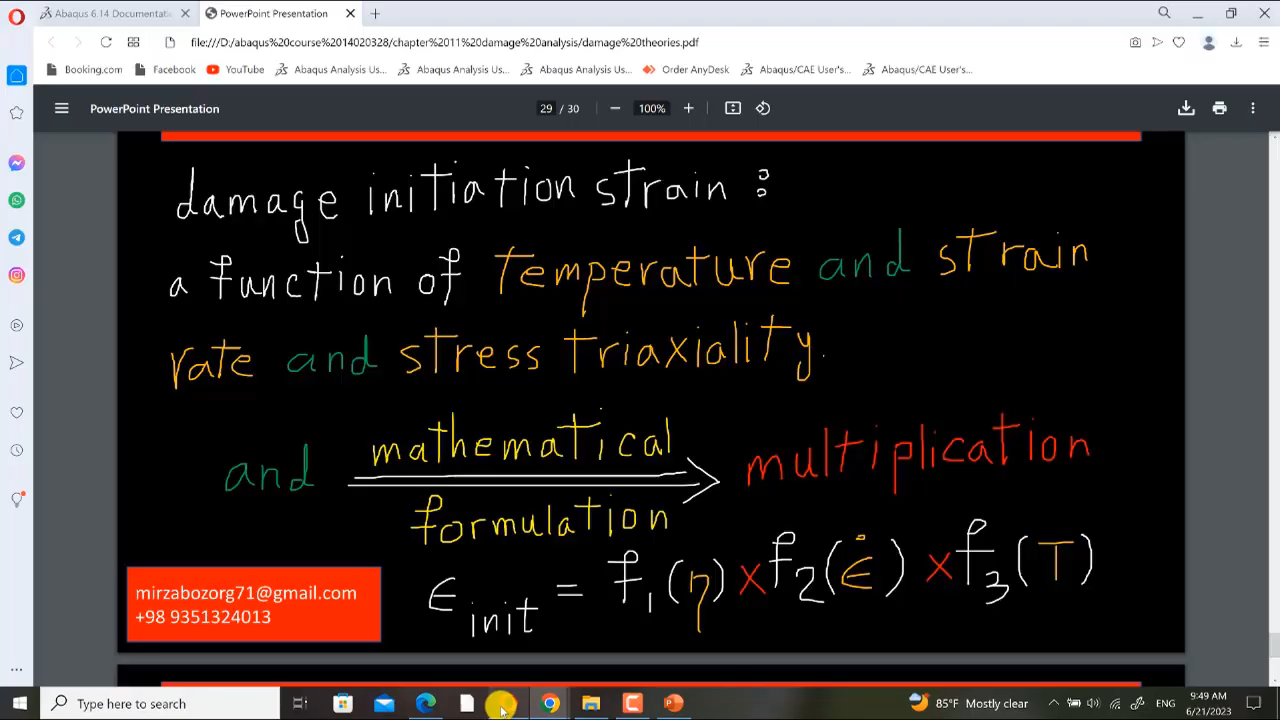 Abaqus 6.14 Documentati
PowerPoint Presentation
file:///D:/abaqus%20course%2014020328/chapter%2011%20damage%20analysis/damage%20theories.pdf
Booking.com
Facebook
YouTube
Abaqus Analysis Us...
Abaqus Analysis Us...
Abaqus Analysis Us...
Order AnyDesk
Abaqus/CAE User's...
Abaqus/CAE User's...
PowerPoint Presentation
29 / 30
100%
damage initiation strain :
a function of temperature and strain
rate and stress triaxiality.
and mathematical formulation multiplication
ϵ init = f1(η) × f2(ϵ̇) × f3(T)
mirzabozorg71@gmail.com
+98 9351324013
Type here to search
85°F Mostly clear
ENG
9:49 AM
6/21/2023